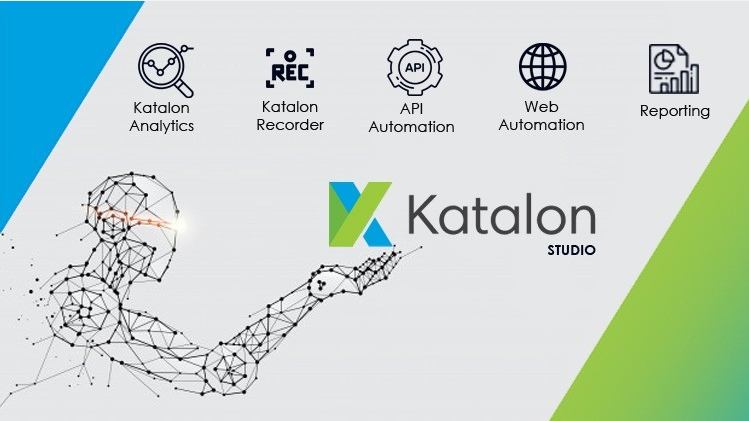 Katalon
Analytics
REC
Katalon
Recorder
API
API
Automation
Web
Automation
Reporting
Katalon
STUDIO